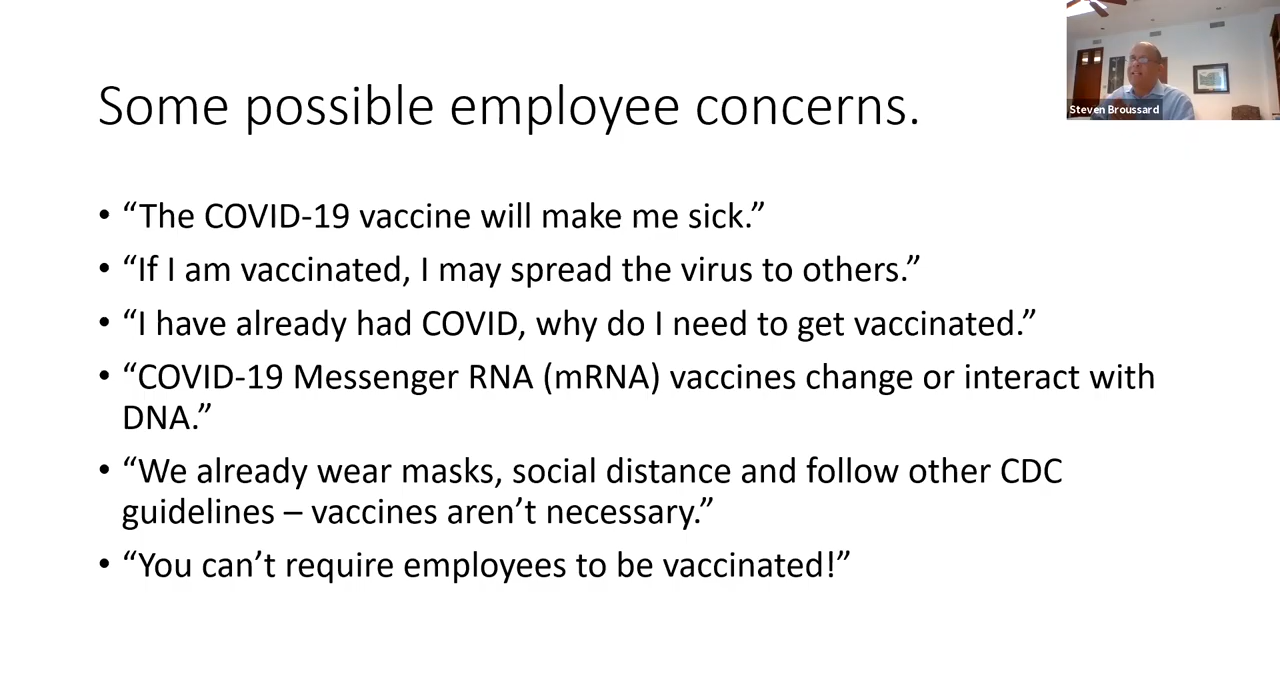 Some possible employee concerns.
Steven Broussard
• “The COVID-19 vaccine will make me sick.”
• “If I am vaccinated, I may spread the virus to others.”
• “I have already had COVID, why do I need to get vaccinated.”
• “COVID-19 Messenger RNA (mRNA) vaccines change or interact with
DNA.”
• “We already wear masks, social distance and follow other CDC
guidelines – vaccines aren’t necessary.”
• “You can’t require employees to be vaccinated!”